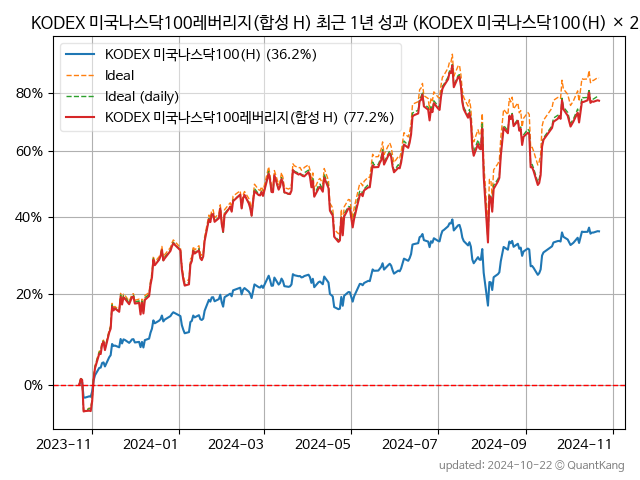 KODEX 미국나스닥100레버리지(합성 H) 최근 1년 성과 (KODEX 미국나스닥100(H) × 2
KODEX 미국나스닥100(H) (36.2%)
Ideal
Ideal (daily)
KODEX 미국나스닥100레버리지(합성 H) (77.2%)
80%
60%
40%
20%
0%
2023-11 2024-01 2024-03 2024-05 2024-07 2024-09 2024-11
updated: 2024-10-22 © QuantKang